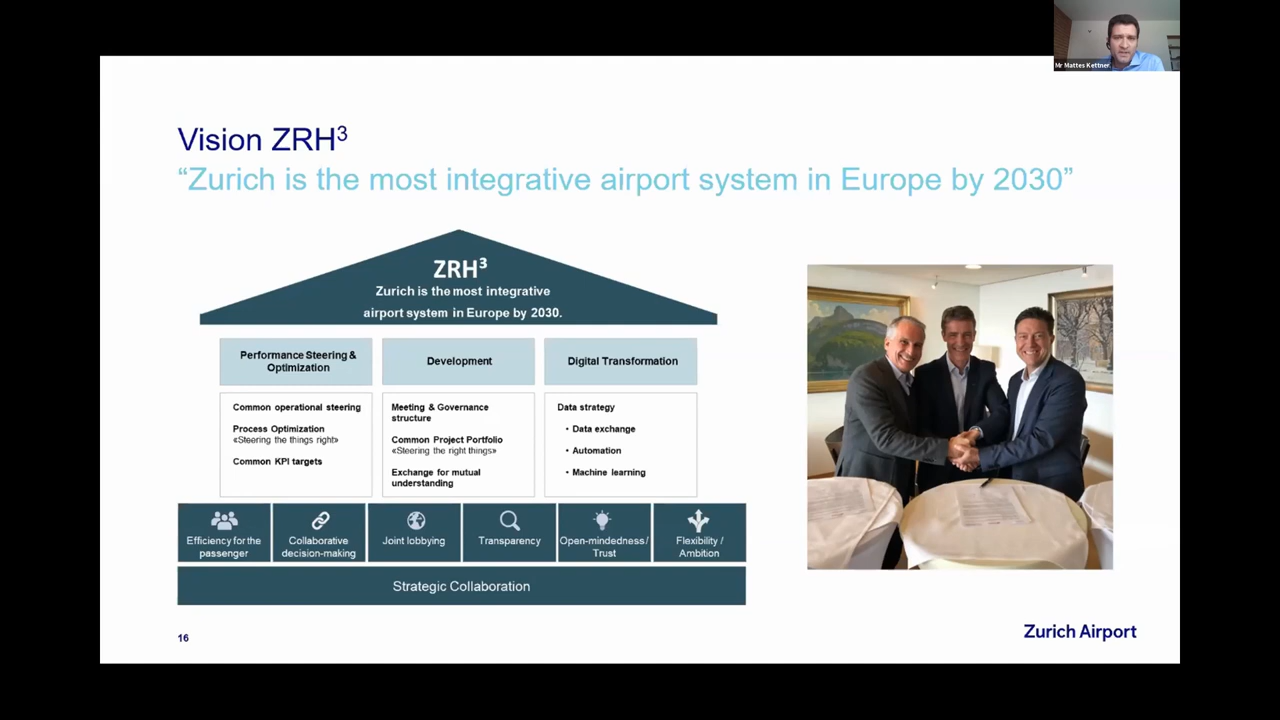 Mr Mattes Kettner
Vision ZRH³
“Zurich is the most integrative airport system in Europe by 2030”
ZRH³
Zurich is the most integrative
airport system in Europe by 2030.
Performance Steering &
Optimization
Development
Digital Transformation
Common operational steering
Process Optimization
«Steering the things right»
Common KPI targets
Meeting & Governance
structure
Common Project Portfolio
«Steering the right things»
Exchange for mutual
understanding
Data strategy
• Data exchange
• Automation
• Machine learning
Efficiency for the
passenger
Collaborative
decision-making
Joint lobbying
Transparency
Open-mindedness/
Trust
Flexibility /
Ambition
Strategic Collaboration
16
Zurich Airport